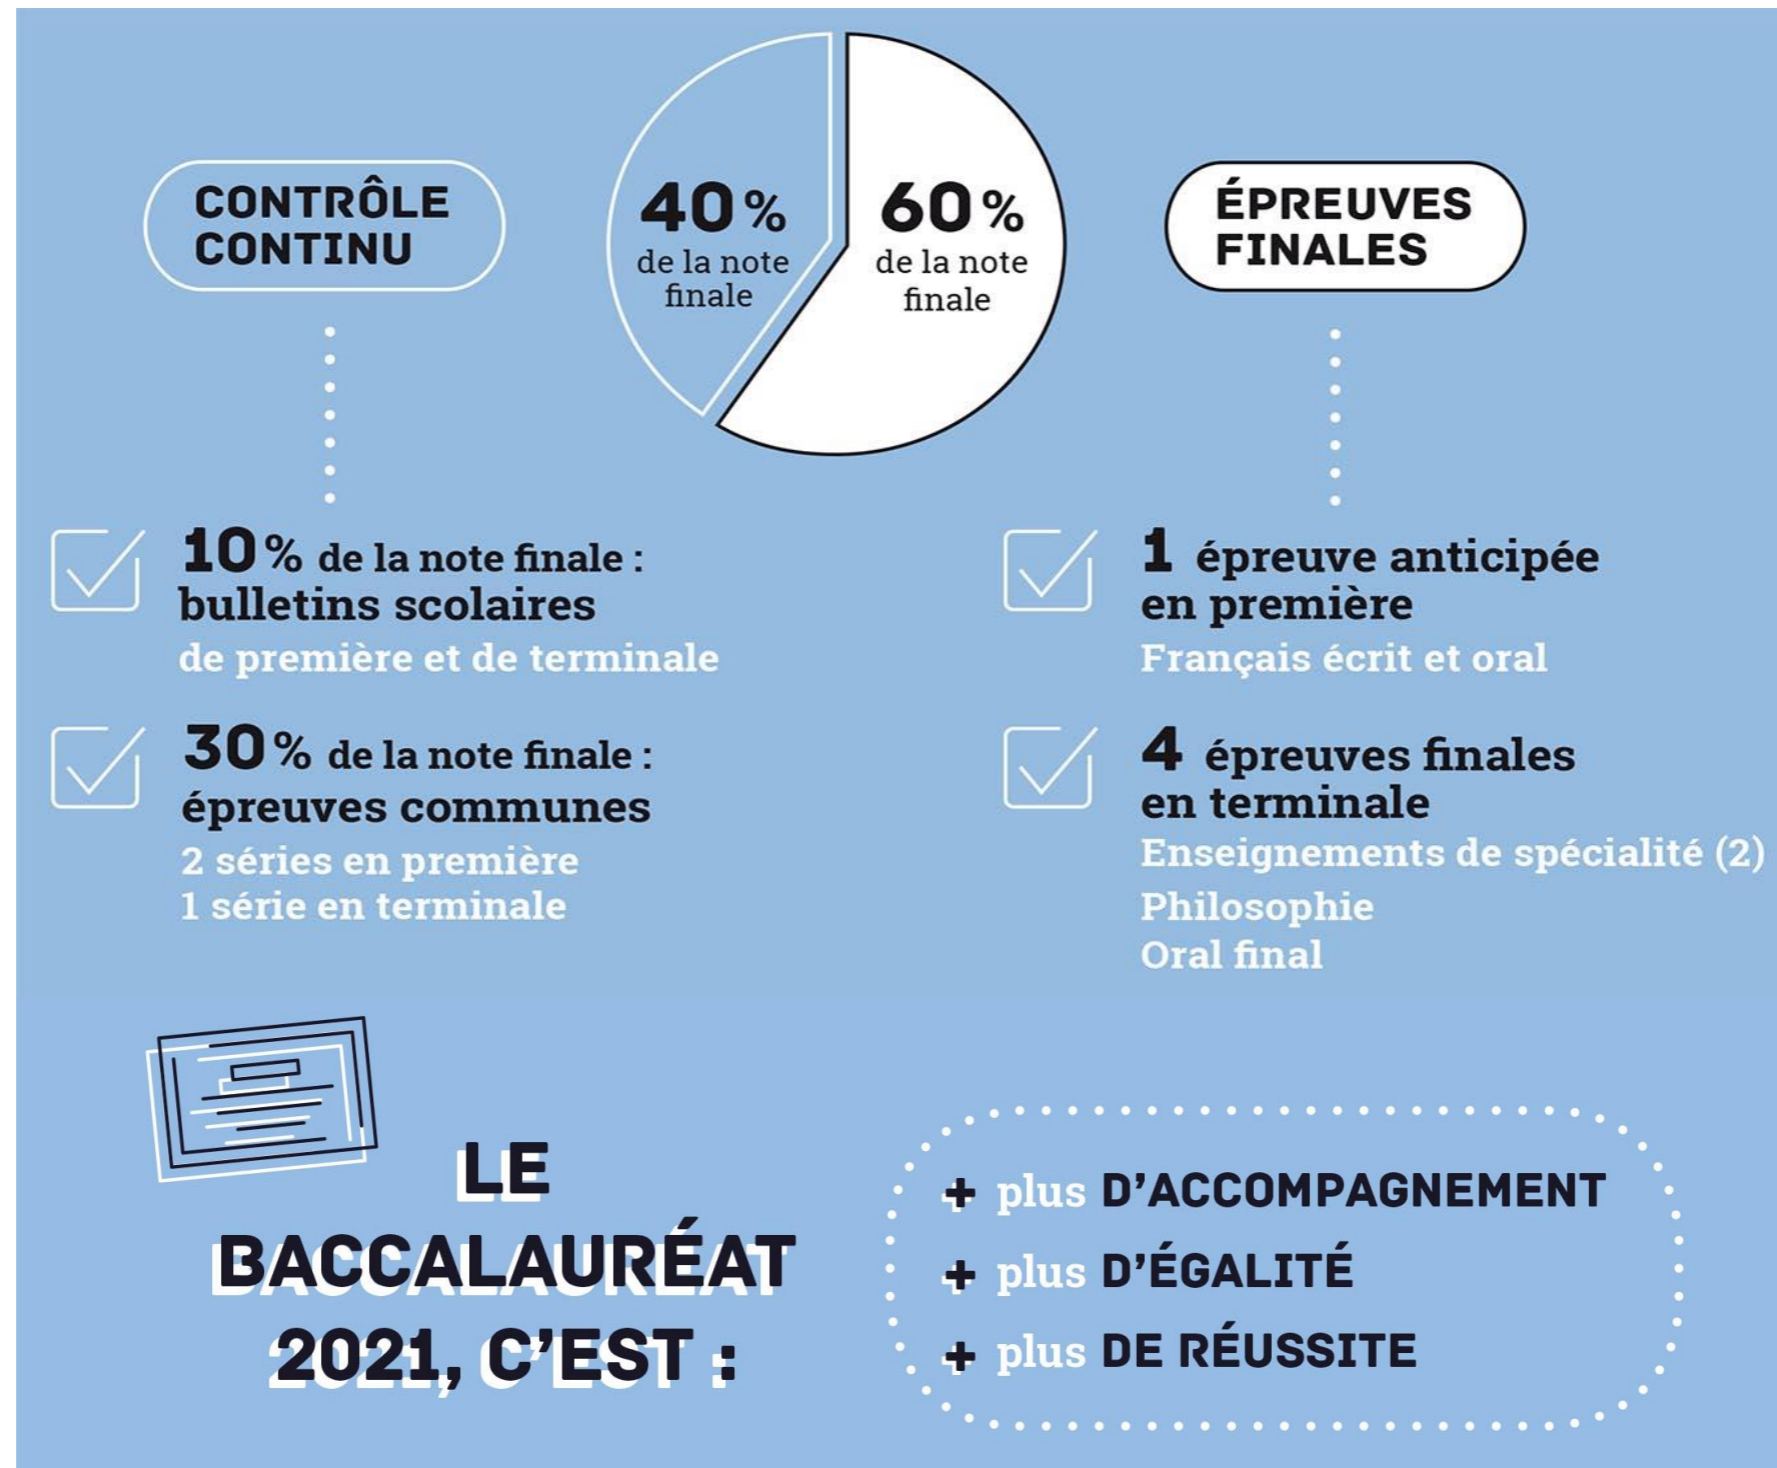 CONTRÔLE
CONTINU
40 %
de la note
finale
60 %
de la note
finale
ÉPREUVES
FINALES
10 % de la note finale :
bulletins scolaires
de première et de terminale
30 % de la note finale :
épreuves communes
2 séries en première
1 série en terminale
1 épreuve anticipée
en première
Français écrit et oral
4 épreuves finales
en terminale
Enseignements de spécialité (2)
Philosophie
Oral final
LE
BACCALAURÉAT
2021, C'EST :
+ plus D'ACCOMPAGNEMENT
+ plus D'ÉGALITÉ
+ plus DE RÉUSSITE